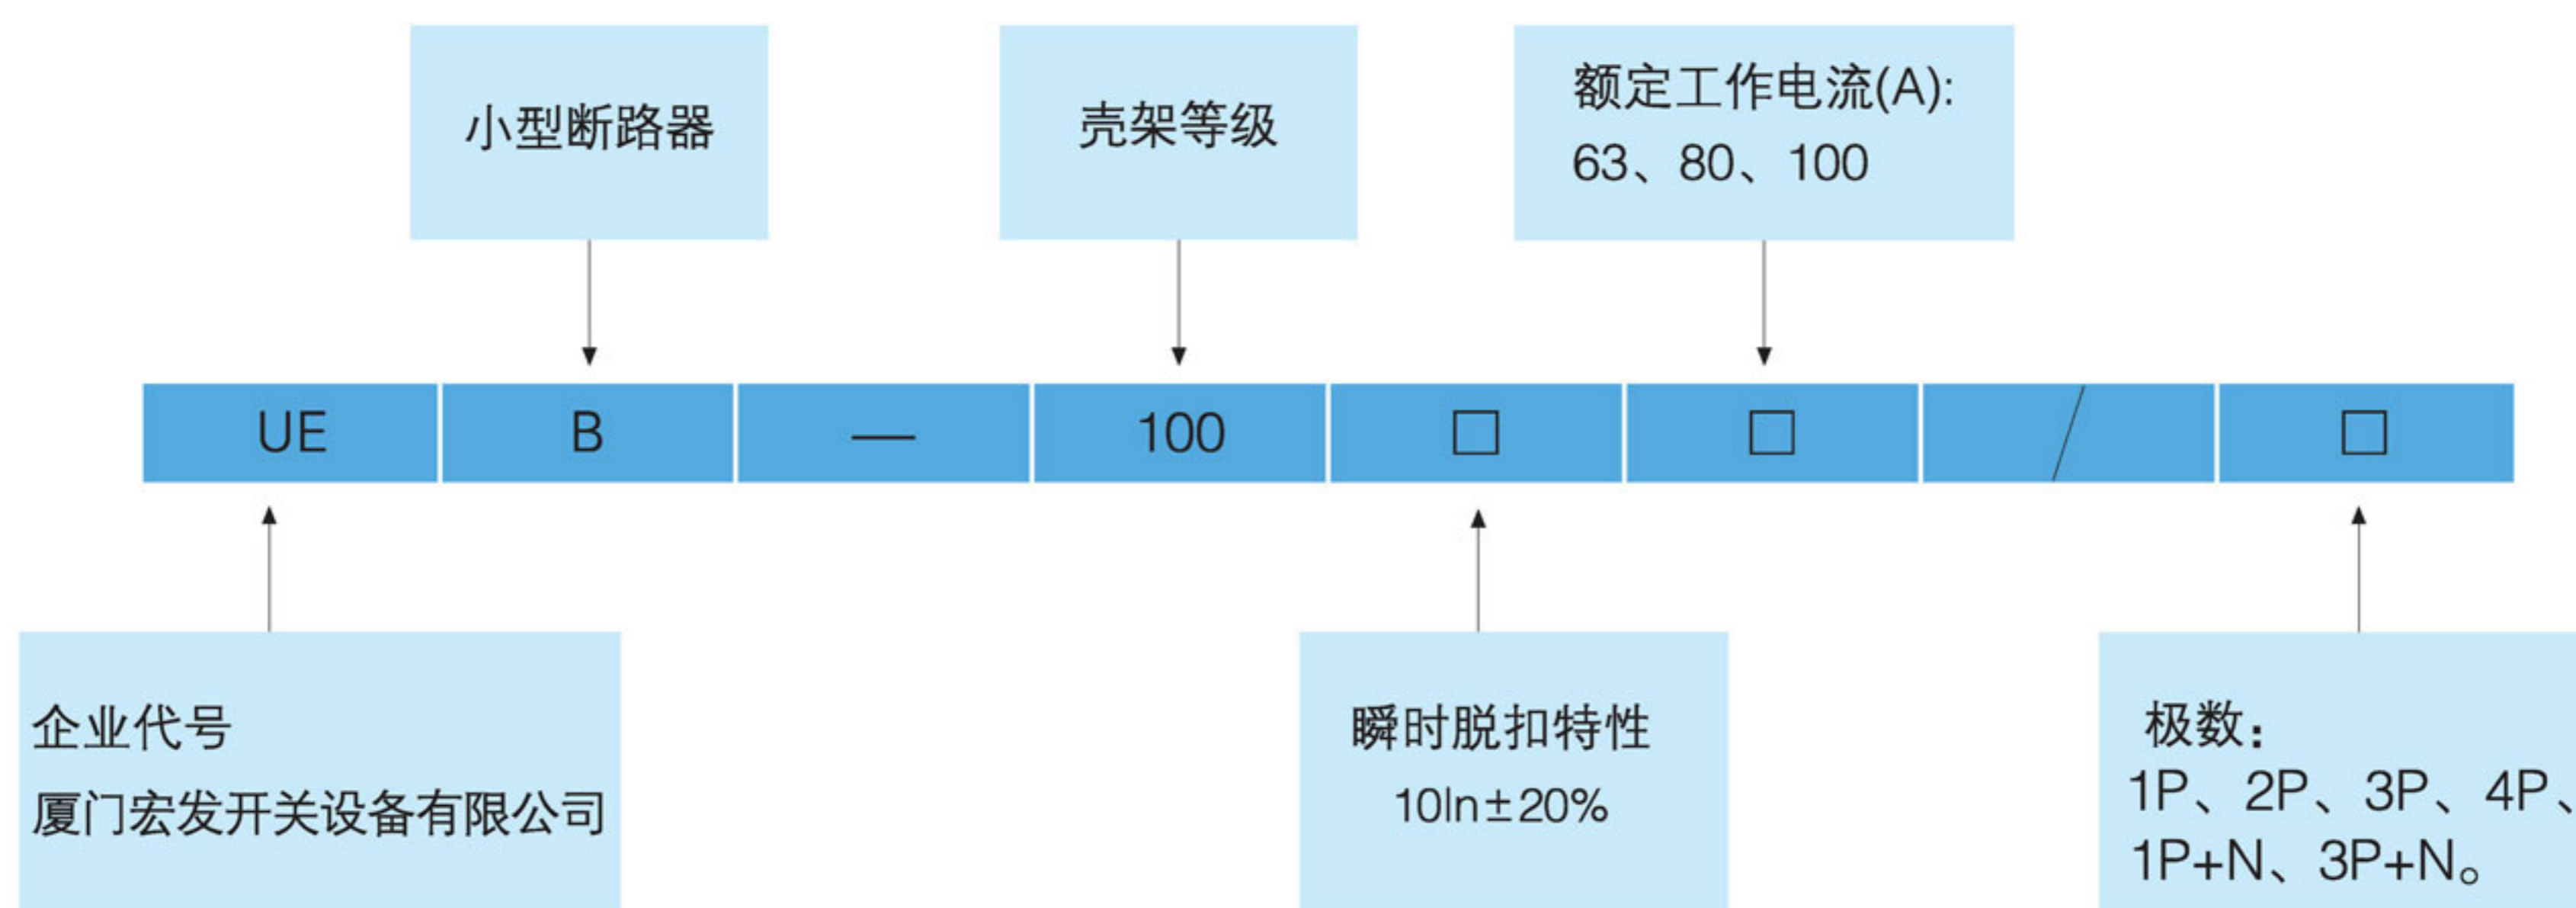 小型断路器
壳架等级
额定工作电流(A):
63、80、100
UE B — 100 □ □ / □
企业代号
厦门宏发开关设备有限公司
瞬时脱扣特性
10ln±20%
极数：
1P、2P、3P、4P、
1P+N、3P+N。